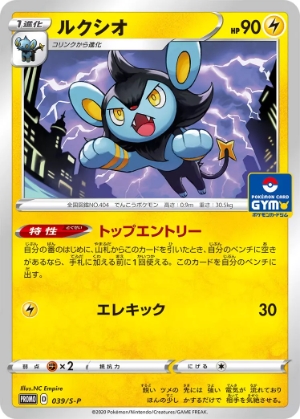 1進化
ルクシオ
HP90
コリンクから進化
POKÉMON CARD
GYM
ポケモンカードジム
全国図鑑NO.404 でんこうポケモン 高さ:0.9m 重さ:30.5kg
特性 とくせい トップエントリー
自分の番のはじめに、山札からこのカードを引いたとき、自分のベンチに空き
があるなら、手札に加える前に1回使える。このカードをベンチに出す。
エレキック 30
弱点 ×2 抵抗力 にげる
Illus.NC Empire
PROMO D 039/S-P
©2020 Pokémon/Nintendo/Creatures/GAME FREAK.